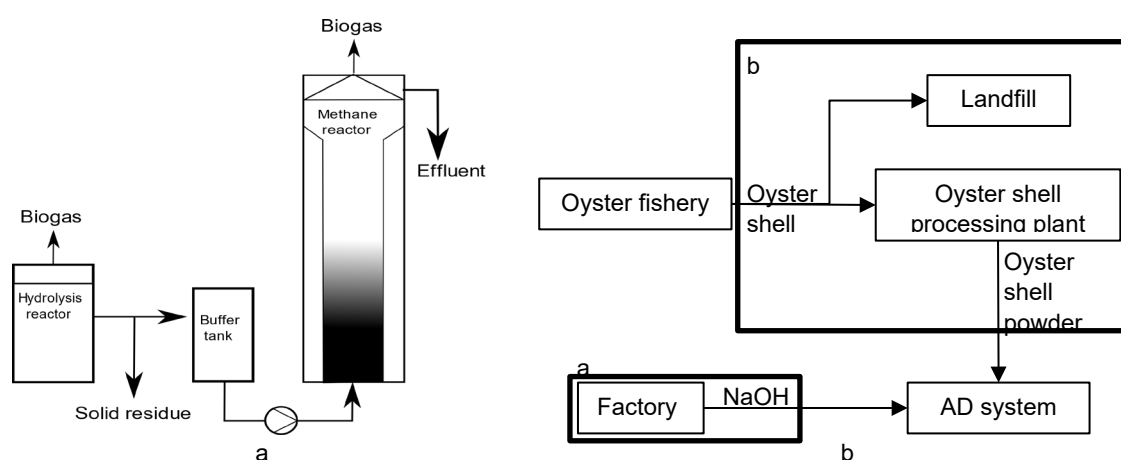 Biogas
Methane
reactor
Effluent
Biogas
Hydrolysis
reactor
Buffer
tank
Solid residue
a
b
Landfill
Oyster fishery
Oyster
shell
Oyster shell
processing plant
Oyster
shell
powder
a
Factory
NaOH
AD system
b